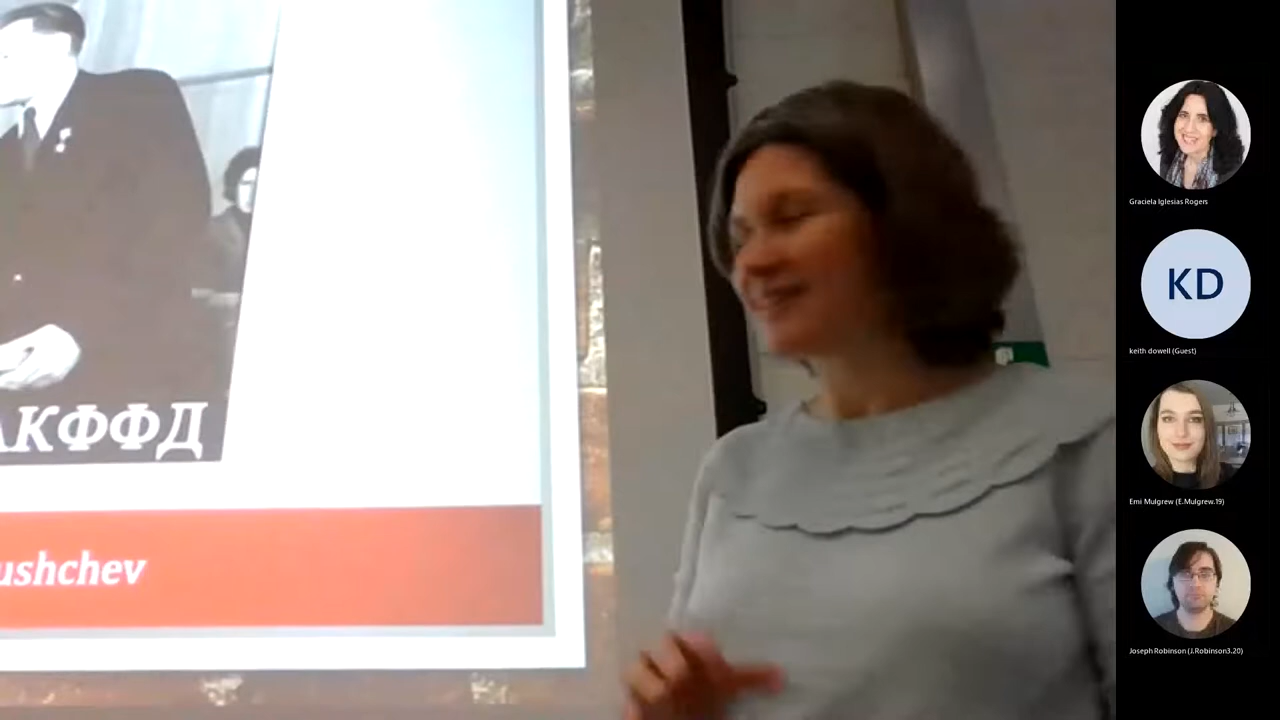 АКФФД
ushchev
Graciela Iglesias Rogers
KD
keith dowell (Guest)
Emi Mulgrew (E.Mulgrew.19)
Joseph Robinson (J.Robinson3.20)